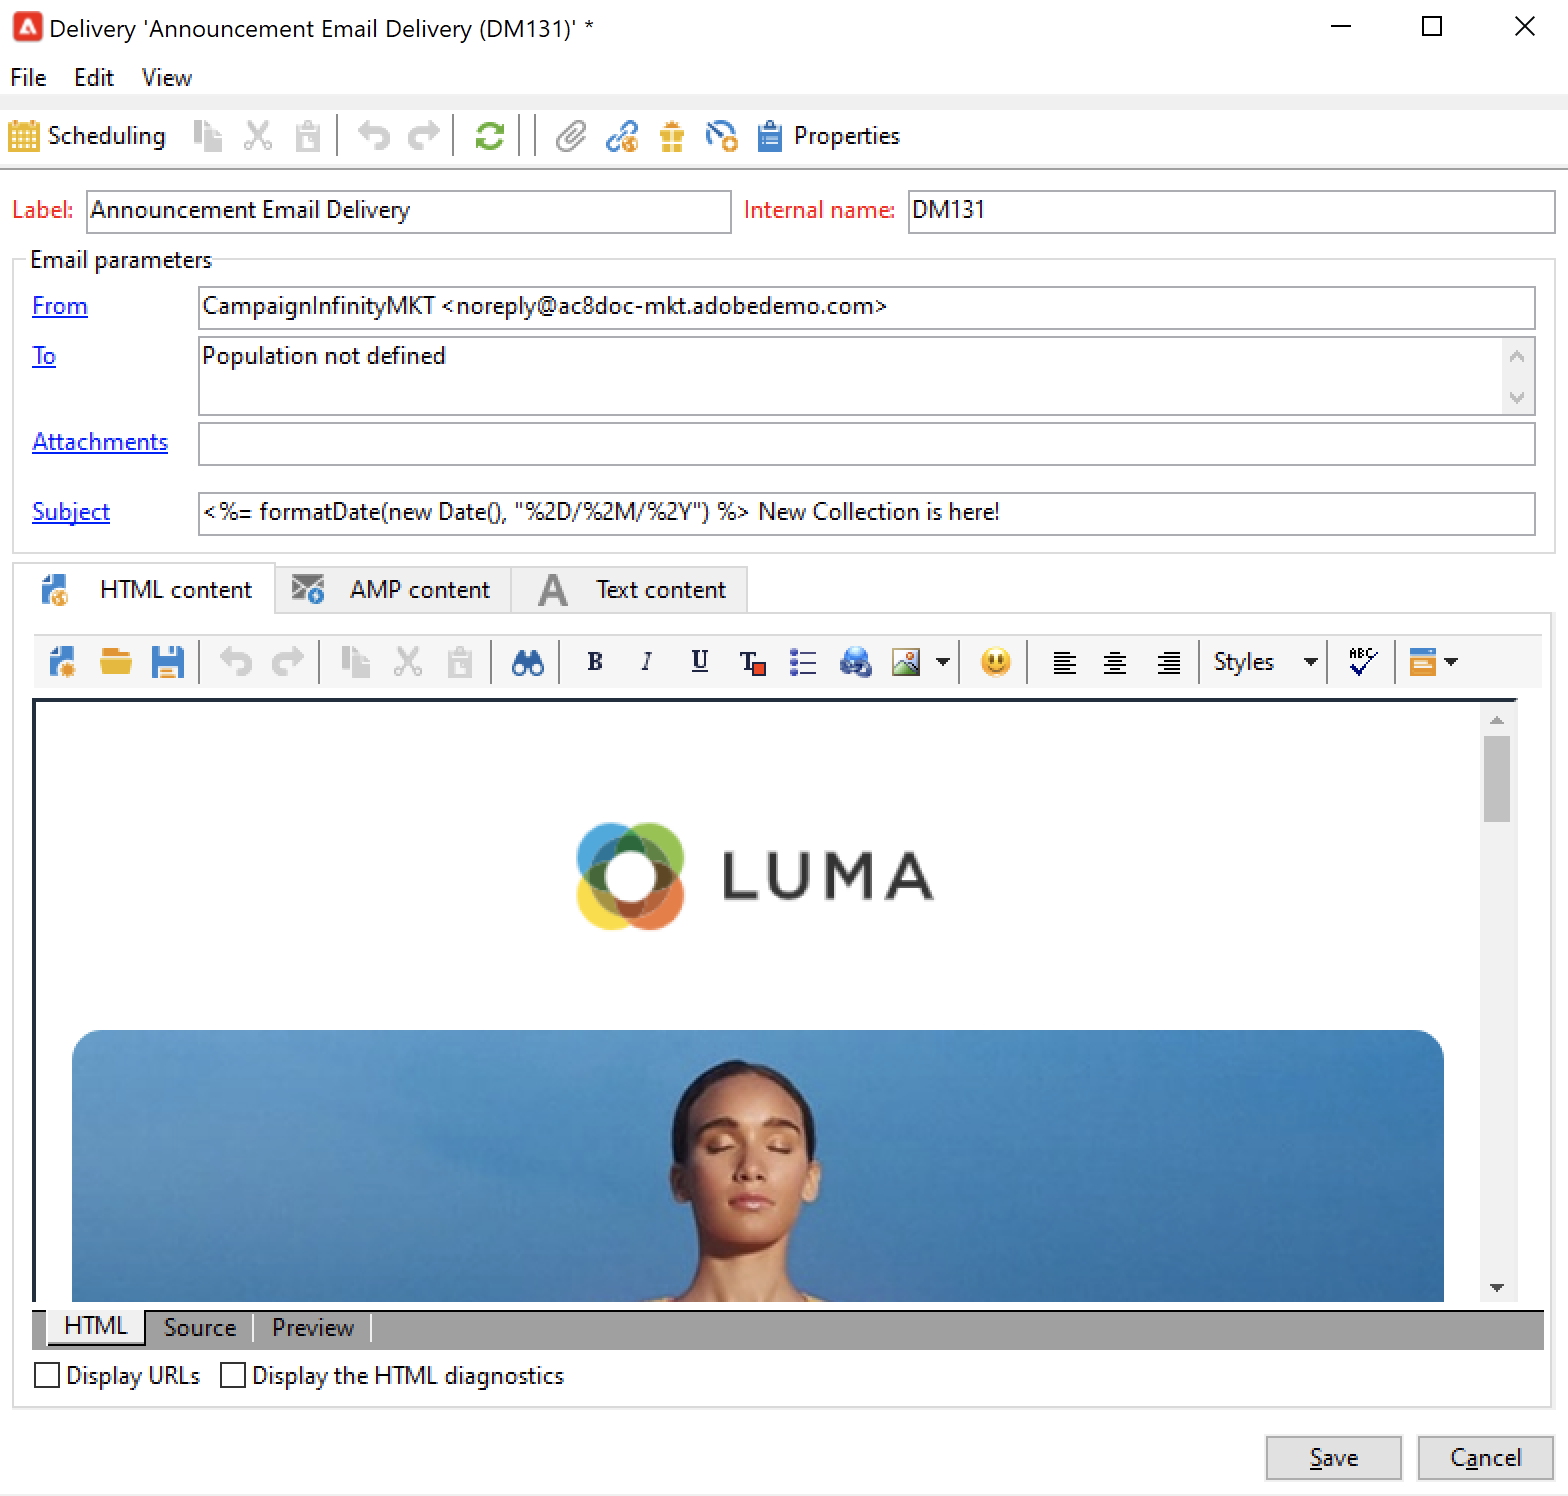 Delivery 'Announcement Email Delivery (DM131)' *
File Edit View
Scheduling Properties
Label: Announcement Email Delivery Internal name: DM131
Email parameters
From CampaignInfinityMKT <noreply@ac8doc-mkt.adobedemo.com>
To Population not defined
Attachments
Subject <%= formatDate(new Date(), "%2D/%2M/%2Y") %> New Collection is here!
HTML content AMP content A Text content
B I U T Styles ABC
LUMA
HTML Source Preview
Display URLs Display the HTML diagnostics
Save Cancel